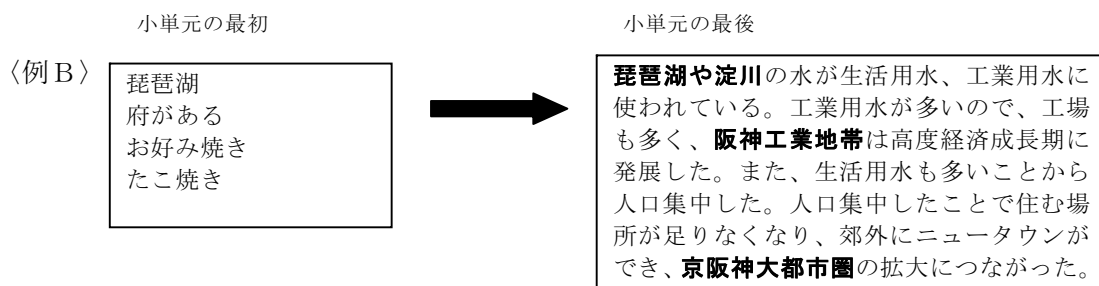 小単元の最初
小単元の最後
〈例B〉
琵琶湖
府がある
お好み焼き
たこ焼き
琵琶湖や淀川の水が生活用水、工業用水に
使われている。工業用水が多いので、工場
も多く、阪神工業地帯は高度経済成長期に
発展した。また、生活用水も多いことから
人口集中した。人口集中したことで住む場
所が足りなくなり、郊外にニュータウンが
でき、京阪神大都市圏の拡大につながった。